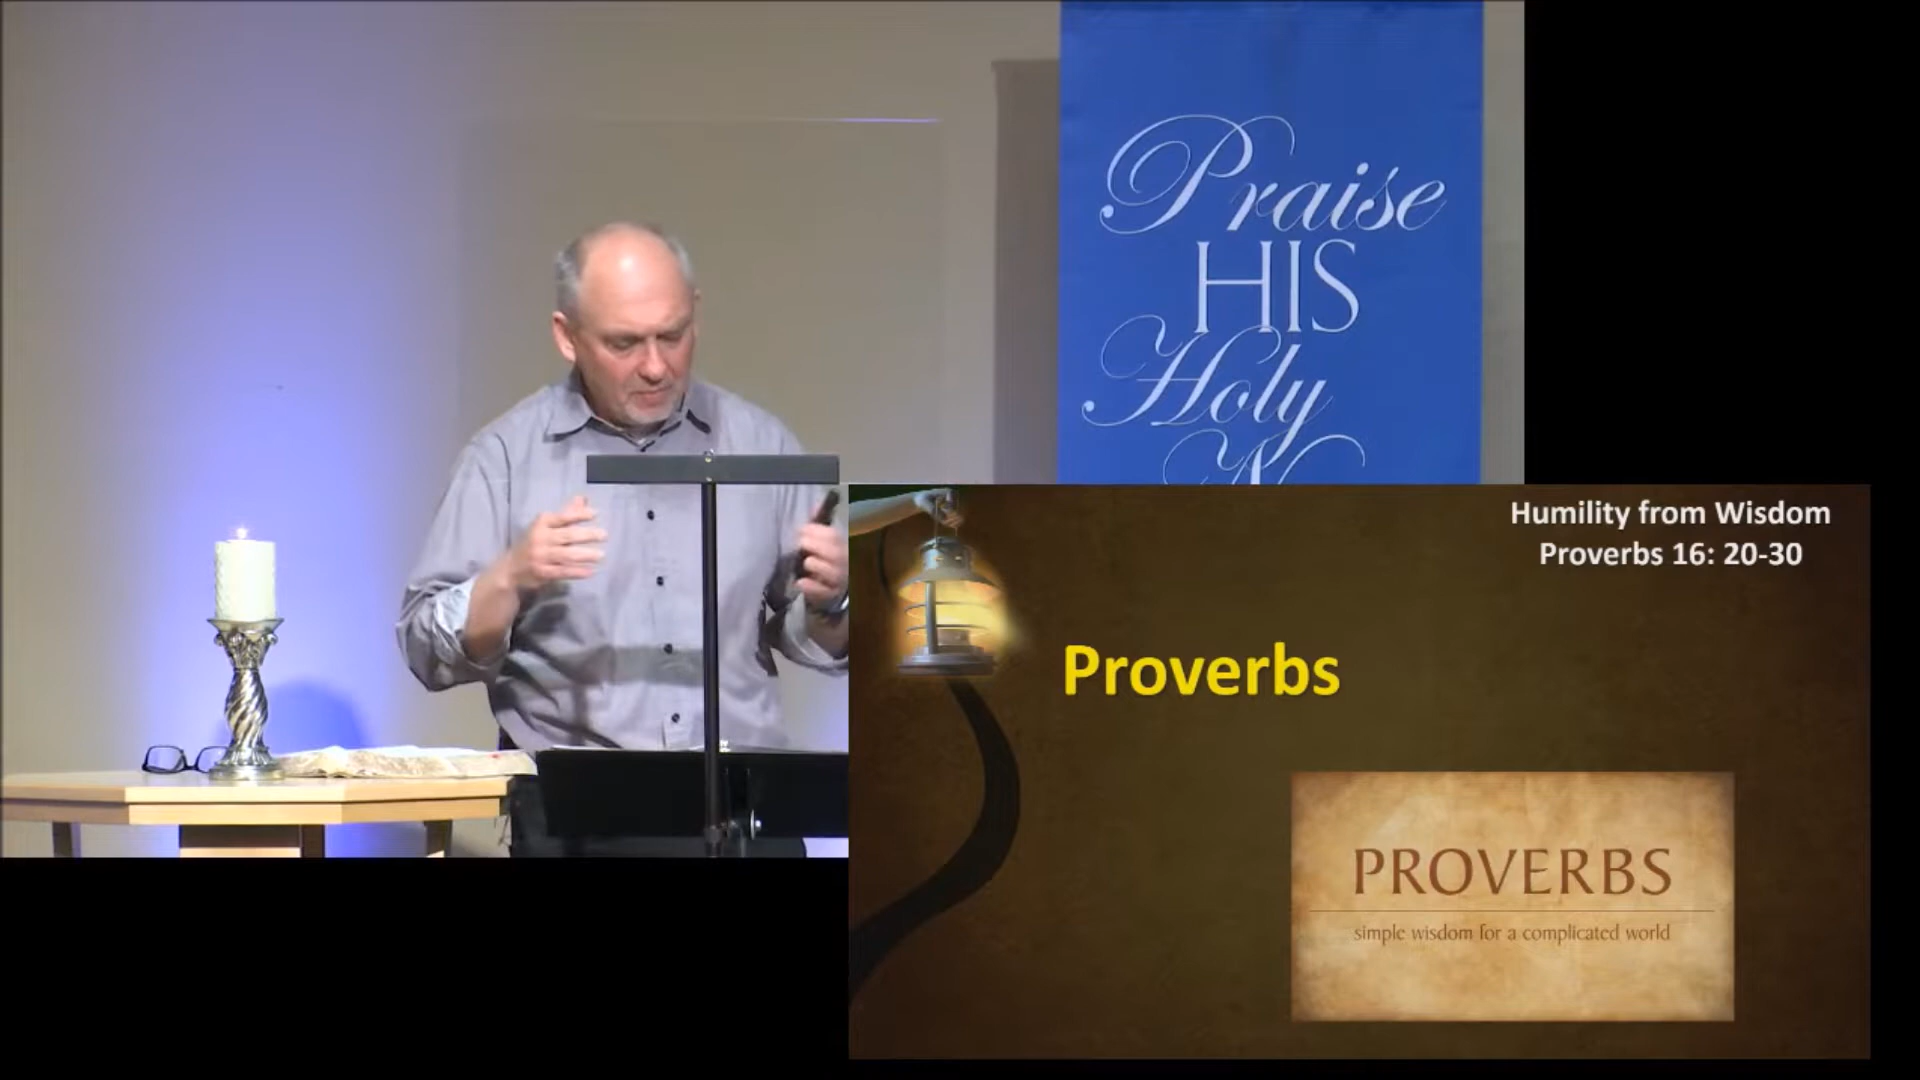 Praise
HIS
Holy
N
Humility from Wisdom
Proverbs 16: 20-30
Proverbs
PROVERBS
simple wisdom for a complicated world